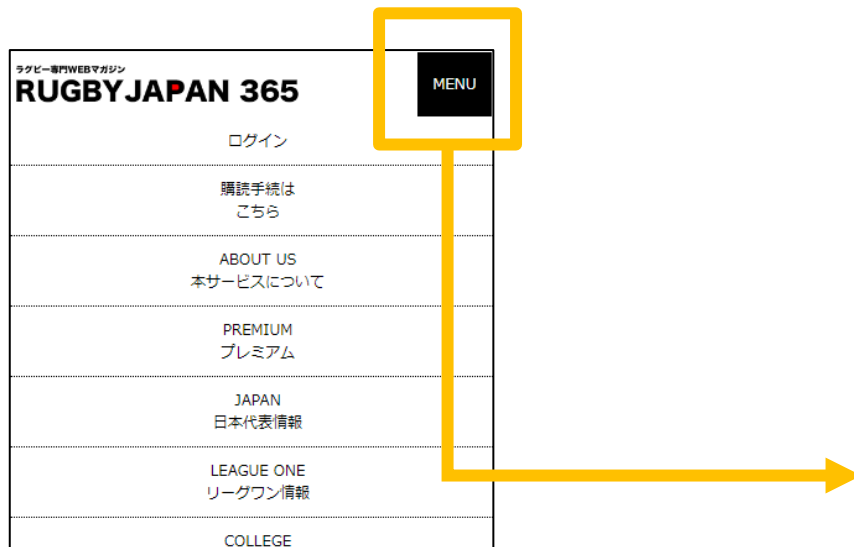 ラグビー専門WEBマガジン
RUGBYJAPAN 365
MENU
ログイン
購読手続は
こちら
ABOUT US
本サービスについて
PREMIUM
プレミアム
JAPAN
日本代表情報
LEAGUE ONE
リーグワン情報
COLLEGE